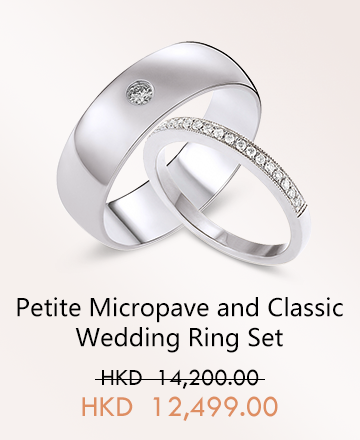 Petite Micropave and Classic
Wedding Ring Set
HKD 14,200.00
HKD 12,499.00